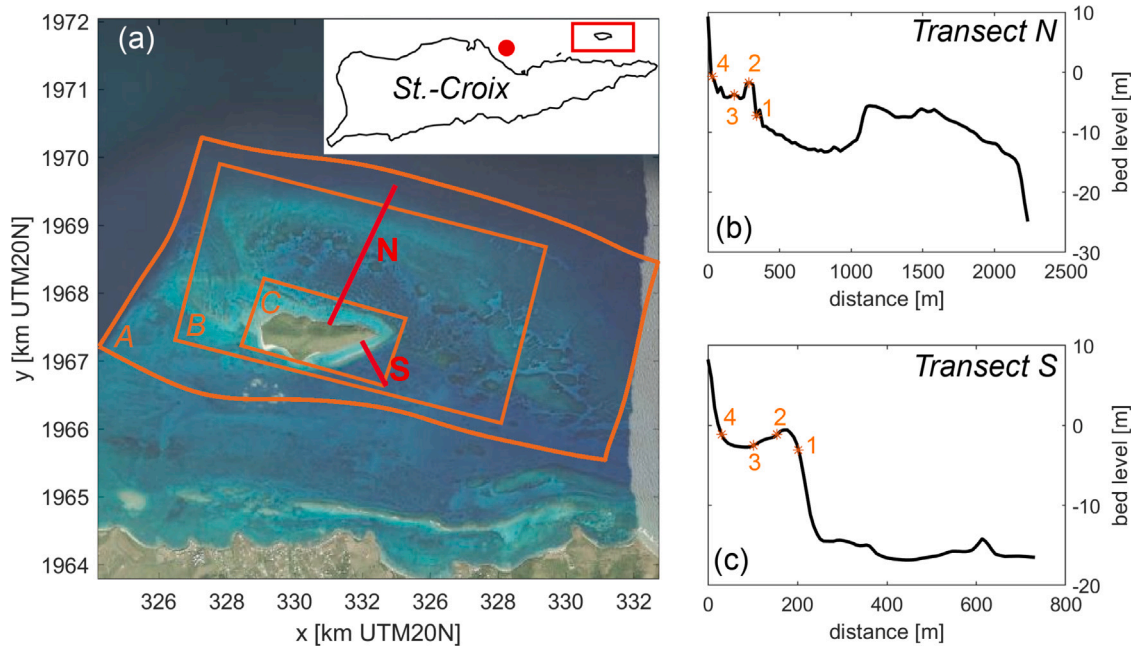 (a)
St.-Croix
1972
1971
1970
1969
1968
1967
1966
1965
1964
y [km UTM20N]
N
C
B
A
S
326
328
330
332
334
326
328
330
332
x [km UTM20N]
Transect N
10
0
-10
-20
-30
bed level [m]
4
2
3
1
(b)
0
500
1000
1500
2000
2500
distance [m]
Transect S
10
0
-10
-20
bed level [m]
4
2
3
1
(c)
0
200
400
600
800
distance [m]